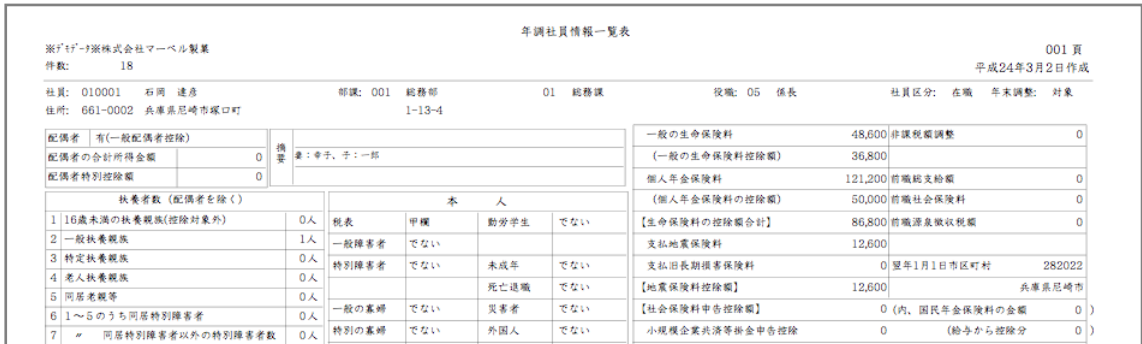 年調社員情報一覧表
※ﾃﾞﾓﾃﾞｰﾀ※株式会社マーベル製菓
001 頁
件数: 18
平成24年3月2日作成
社員: 010001 石岡 達彦 部課: 001 総務部 01 総務課 役職: 05 係長 社員区分: 在職 年末調整: 対象
住所: 661-0002 兵庫県尼崎市塚口町 1-13-4
配偶者 有(一般配偶者控除)
配偶者の合計所得金額 0
配偶者特別控除額 0
摘要
妻:幸子、子:一郎
扶養者数 (配偶者を除く)
1 16歳未満の扶養親族(控除対象外) 0人
2 一般扶養親族 1人
3 特定扶養親族 0人
4 老人扶養親族 0人
5 同居老親等 0人
6 1〜5のうち同居特別障害者 0人
7 〃 同居特別障害者以外の特別障害者数 0人
本 人
税表 甲欄 勤労学生 でない
一般障害者 でない
特別障害者 でない 未成年 でない
死亡退職 でない
一般の寡婦 でない 災害者 でない
特別の寡婦 でない 外国人 でない
一般の生命保険料 48,600 非課税額調整 0
(一般の生命保険料控除額) 36,800
個人年金保険料 121,200 前職総支給額 0
(個人年金保険料の控除額) 50,000 前職社会保険料 0
【生命保険料の控除額合計】 86,800 前職源泉徴収税額 0
支払地震保険料 12,600
支払旧長期損害保険料 0 翌年1月1日市区町村 282022
【地震保険料控除額】 12,600 兵庫県尼崎市
【社会保険料申告控除額】 0 (内、国民年金保険料の金額 0 )
小規模企業共済等掛金申告控除 0 (給与から控除分 0 )